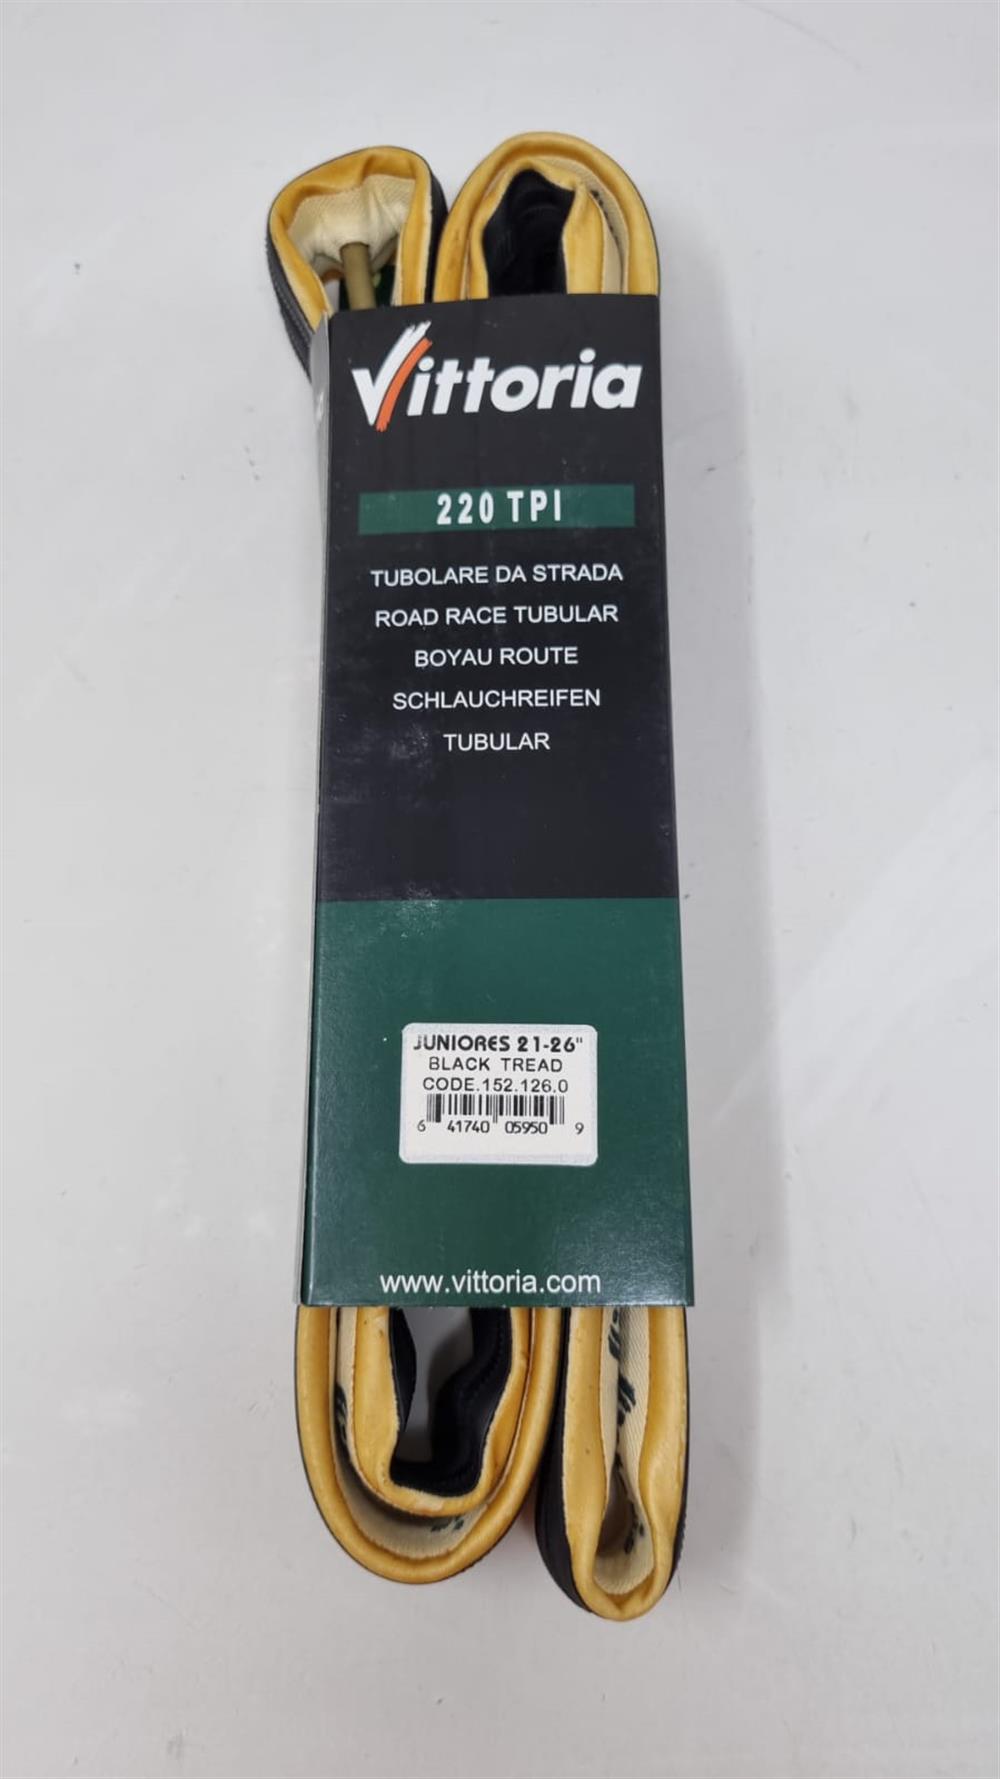 Vittoria
220 TPI
TUBOLARE DA STRADA
ROAD RACE TUBULAR
BOYAU ROUTE
SCHLAUCHREIFEN
TUBULAR
JUNIORES 21-26"
BLACK TREAD
CODE.152.126.0
6 41740 05950 9
www.vittoria.com